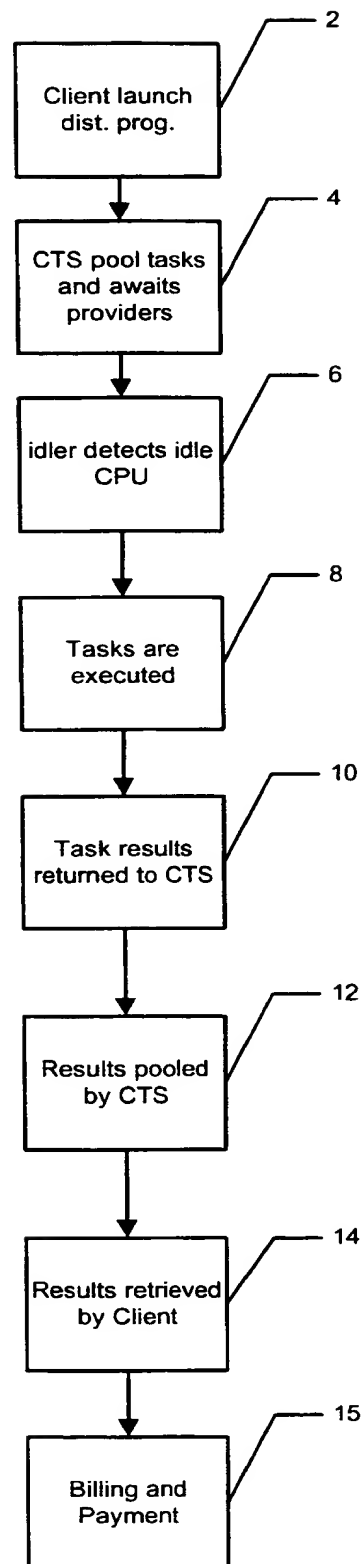 2
Client launch
dist. prog.
4
CTS pool tasks
and awaits
providers
6
idler detects idle
CPU
8
Tasks are
executed
10
Task results
returned to CTS
12
Results pooled
by CTS
14
Results retrieved
by Client
15
Billing and
Payment